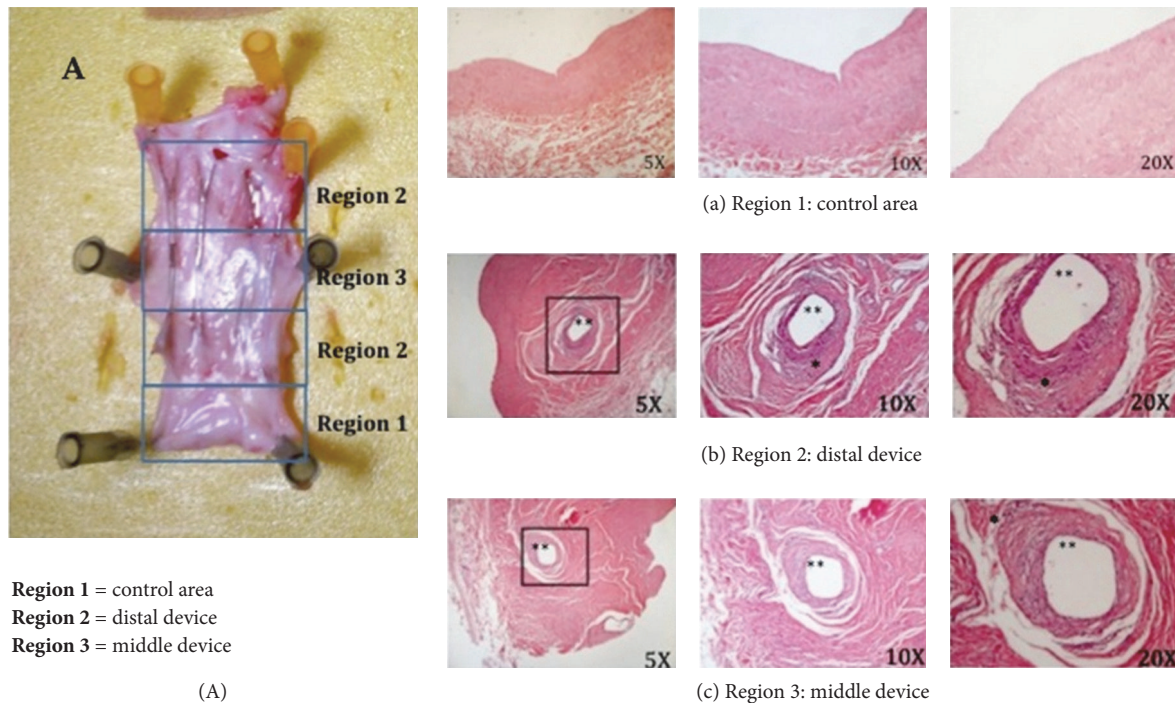 A
Region 2
Region 3
Region 2
Region 1
Region 1 = control area
Region 2 = distal device
Region 3 = middle device
(A)
5X
10X
20X
(a) Region 1: control area
**
5X
**
*
10X
**
*
20X
(b) Region 2: distal device
**
5X
**
10X
*
**
20X
(c) Region 3: middle device